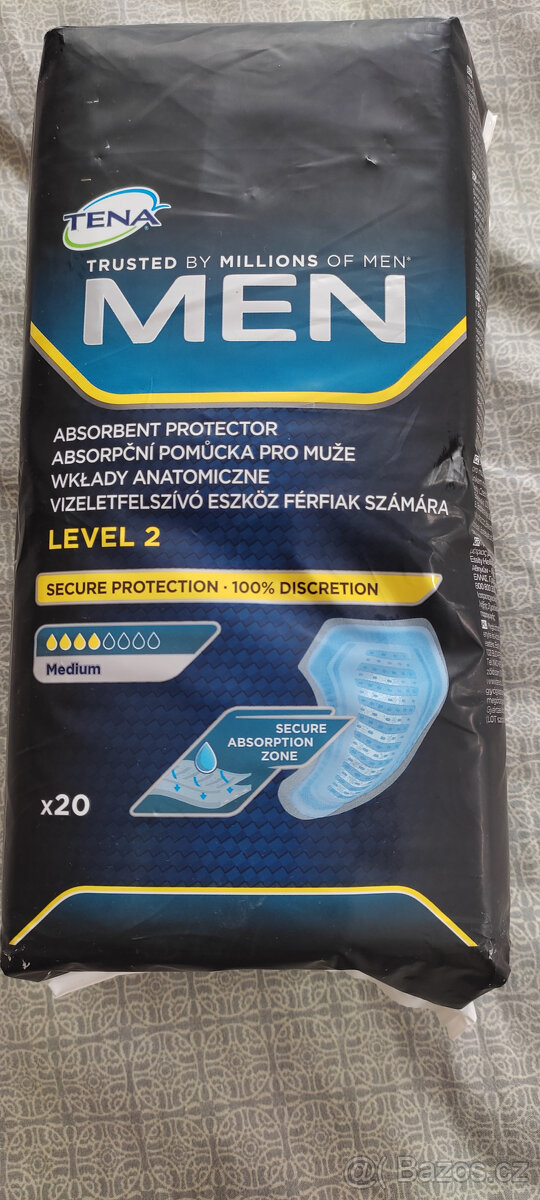 TENA
TRUSTED BY MILLIONS OF MEN*
MEN
ABSORBENT PROTECTOR
ABSORPČNÍ POMŮCKA PRO MUŽE
WKŁADY ANATOMICZNE
VIZELETFELSZÍVÓ ESZKÖZ FÉRFIAK SZÁMÁRA
LEVEL 2
SECURE PROTECTION · 100% DISCRETION
Medium
SECURE
ABSORPTION
ZONE
x20
Bazos.cz